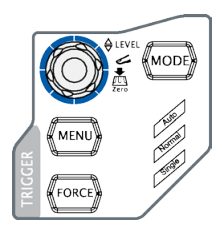 LEVEL
Zero
MODE
MENU
Auto
Normal
Single
FORCE
TRIGGER